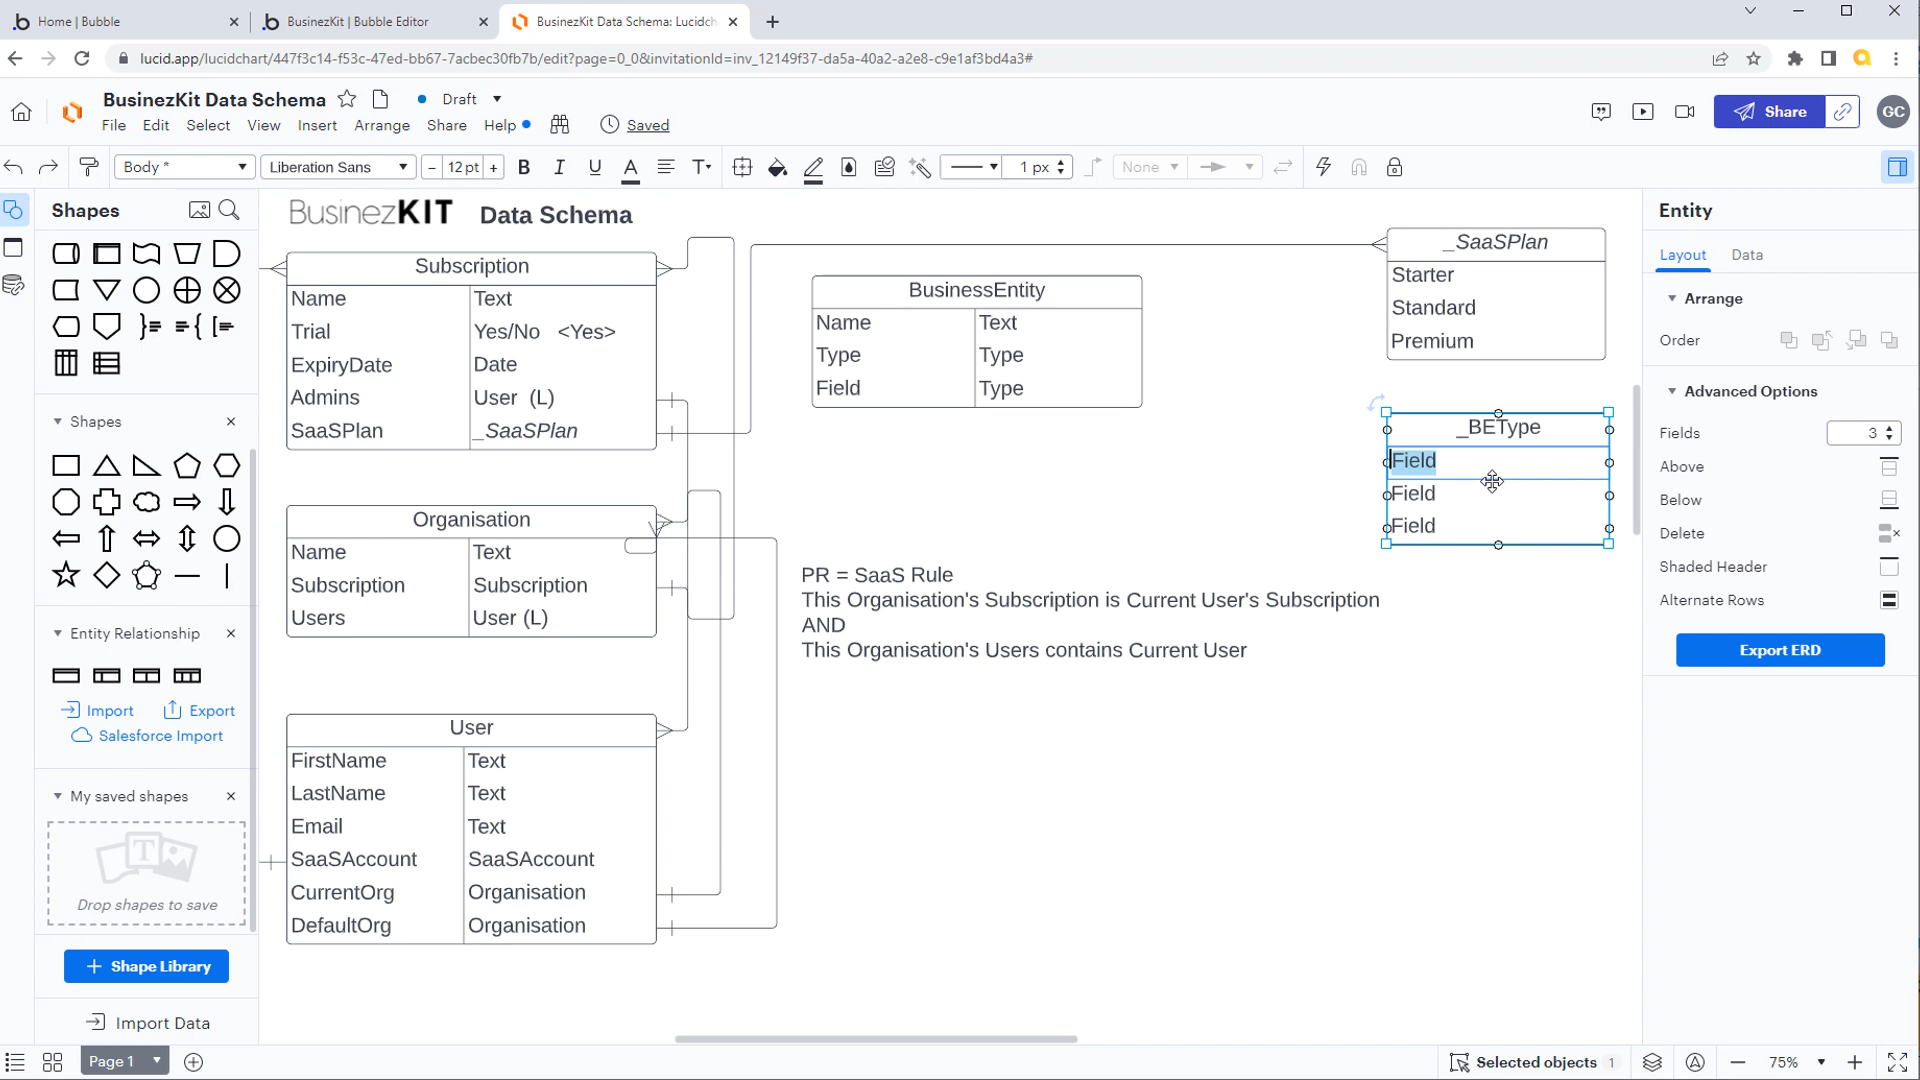 Home | Bubble
BusinezKit | Bubble Editor
BusinezKit Data Schema: Lucidch
lucid.app/lucidchart/447f3c14-f53c-47ed-bb67-7acbec30fb7b/edit?page=0_0&invitationId=inv_12149f37-da5a-40a2-a2e8-c9e1af3bd4a3#
BusinezKit Data Schema
Draft
File Edit Select View Insert Arrange Share Help
Saved
Share
GC
Body *
Liberation Sans
12 pt
1 px
None
Shapes
Shapes
Entity Relationship
Import
Export
Salesforce Import
My saved shapes
Drop shapes to save
Shape Library
Import Data
BusinezKIT Data Schema
Subscription
Name Text
Trial Yes/No <Yes>
ExpiryDate Date
Admins User (L)
SaaSPlan _SaaSPlan
Organisation
Name Text
Subscription Subscription
Users User (L)
User
FirstName Text
LastName Text
Email Text
SaaSAccount SaaSAccount
CurrentOrg Organisation
DefaultOrg Organisation
BusinessEntity
Name Text
Type Type
Field Type
PR = SaaS Rule
This Organisation's Subscription is Current User's Subscription
AND
This Organisation's Users contains Current User
_SaaSPlan
Starter
Standard
Premium
_BEType
Field
Field
Field
Entity
Layout Data
Arrange
Order
Advanced Options
Fields 3
Above
Below
Delete
Shaded Header
Alternate Rows
Export ERD
Page 1
Selected objects 1
75%